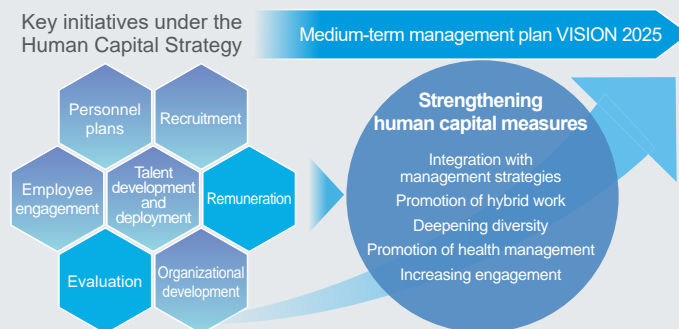 Key initiatives under the
Human Capital Strategy
Medium-term management plan VISION 2025
Personnel
plans
Recruitment
Employee
engagement
Talent
development
and
deployment
Remuneration
Evaluation
Organizational
development
Strengthening
human capital measures
Integration with
management strategies
Promotion of hybrid work
Deepening diversity
Promotion of health management
Increasing engagement